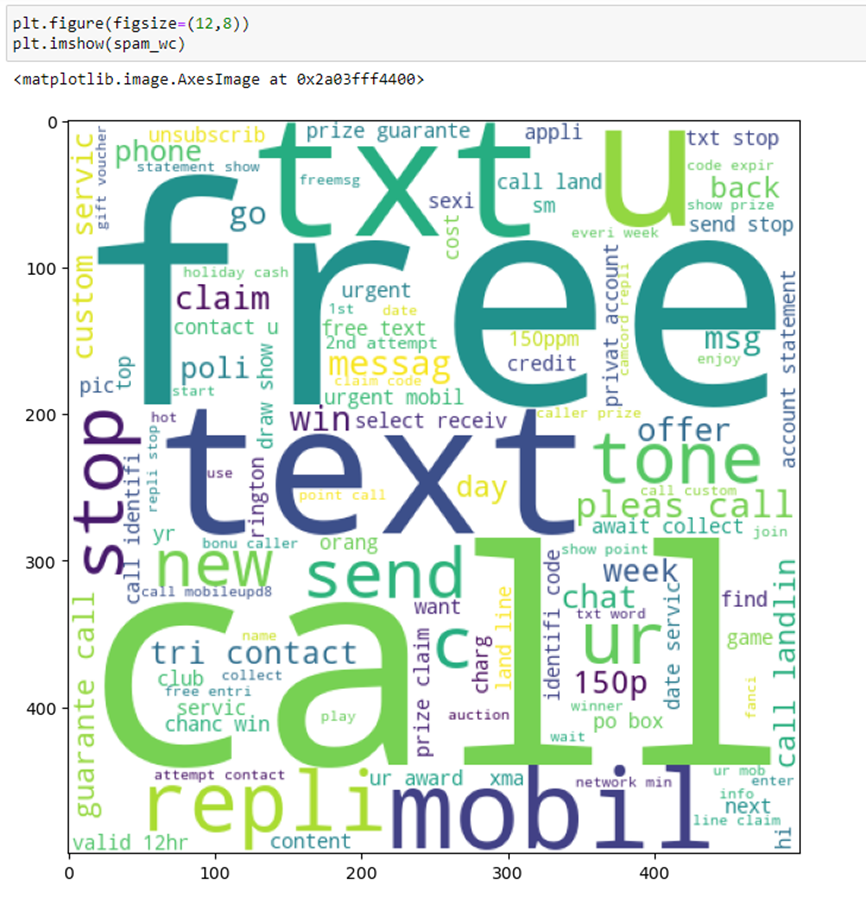 plt.figure(figsize=(12,8))
plt.imshow(spam_wc)
<matplotlib.image.AxesImage at 0x2a03fff4400>
0
100
200
300
400
0
100
200
300
400
custom servic
gift voucher
unsubscrib
phone
statement show
txt
prize guarante
appli
u
txt stop
code expir
back
show prize
send stop
freemsg
sexi
call land
sm
cost
everi week
go
free
holiday cash
claim
contact u
urgent
1st
date
free text
2nd attempt
messag
claim code
urgent mobil
150ppm
credit
privat account
camcord repli
msg
enjoy
account statement
poli
pic
top
start
draw show
win
select receiv
caller prize
offer
stop
hot
repli stop
call identifi
text
use
rington
point call
day
tone
call custom
pleas call
await collect
join
yr
bonu caller
orang
new
call mobileupd8
send
show point
week
chat
identifi code
txt word
find
call landlin
want
land line
c
charg
ur
date servic
game
guarante call
call
name
tri contact
club
collect
free entri
servic
chanc win
play
prize claim
auction
150p
winner
po box
fanci
wait
attempt contact
ur award
xma
network min
ur mob
enter
info
next
line claim
hi
repli
mobil
valid 12hr
content